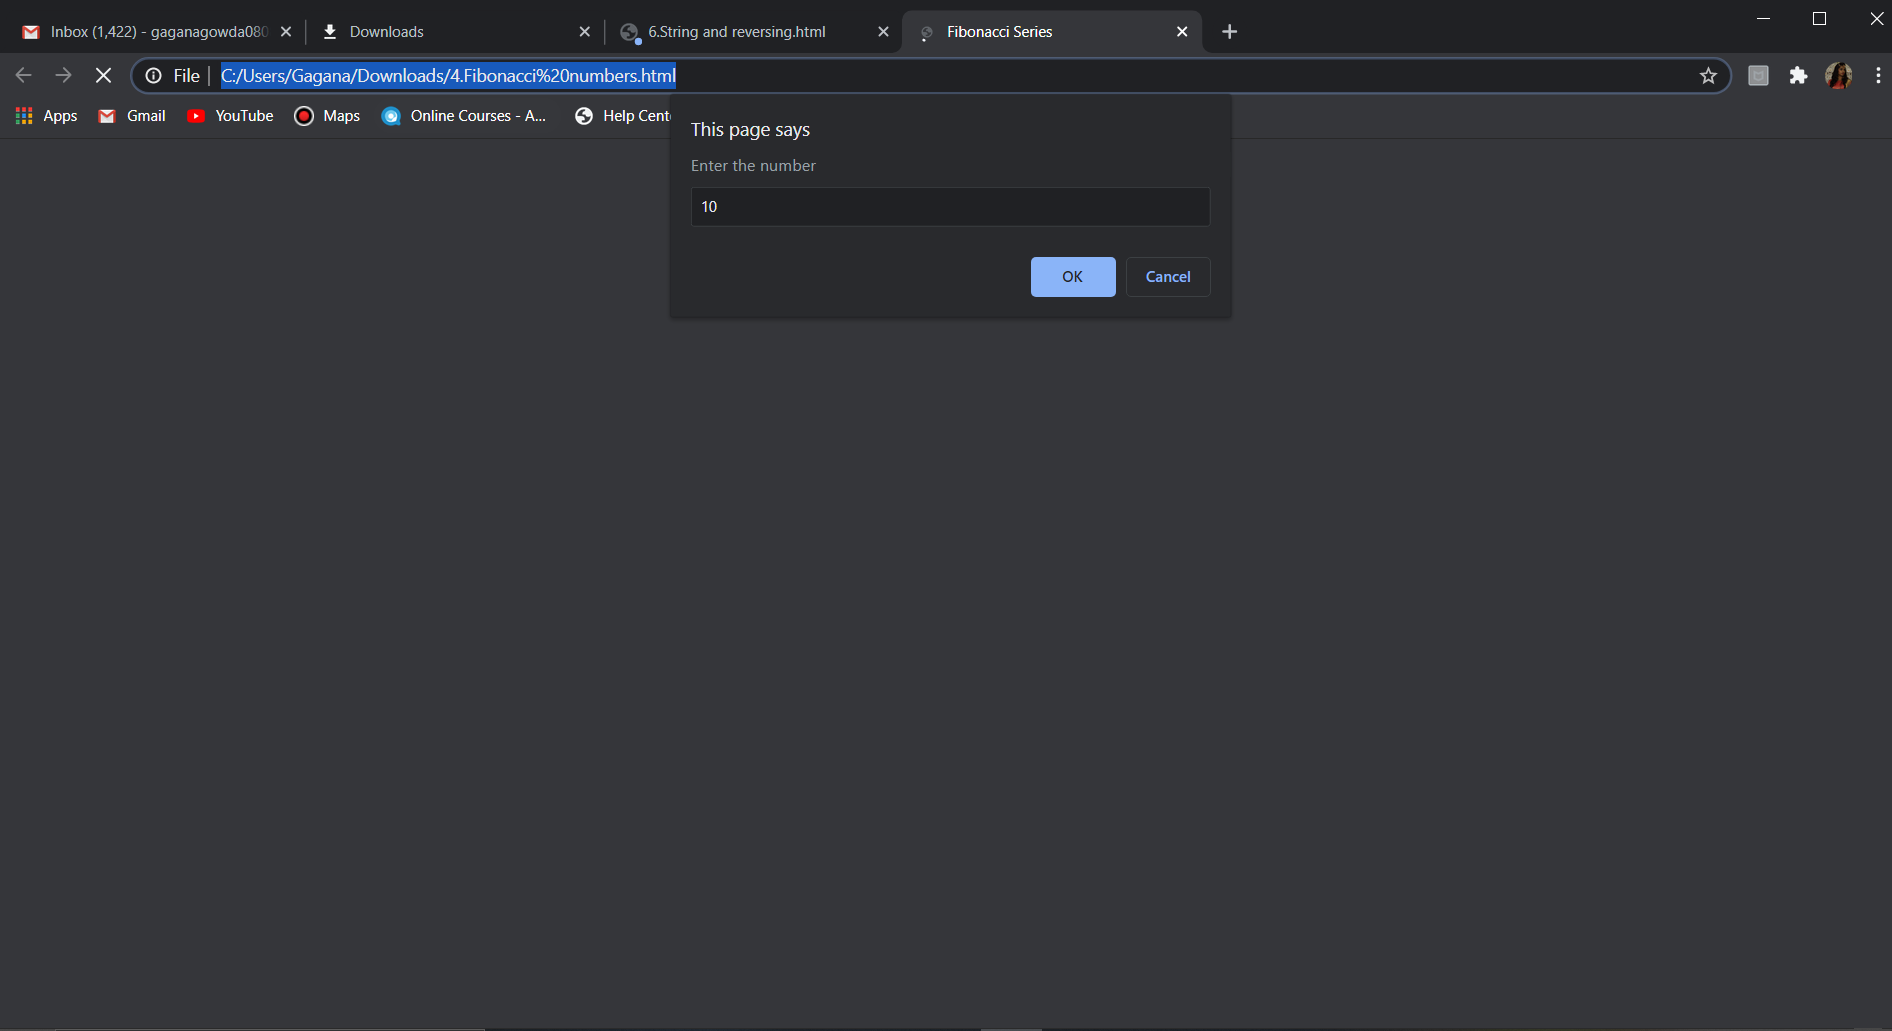 Inbox (1,422) - gaganagowda080
Downloads
6.String and reversing.html
Fibonacci Series
File
C:/Users/Gagana/Downloads/4.Fibonacci%20numbers.html
Apps
Gmail
YouTube
Maps
Online Courses - A...
Help Cent
This page says
Enter the number
10
OK
Cancel